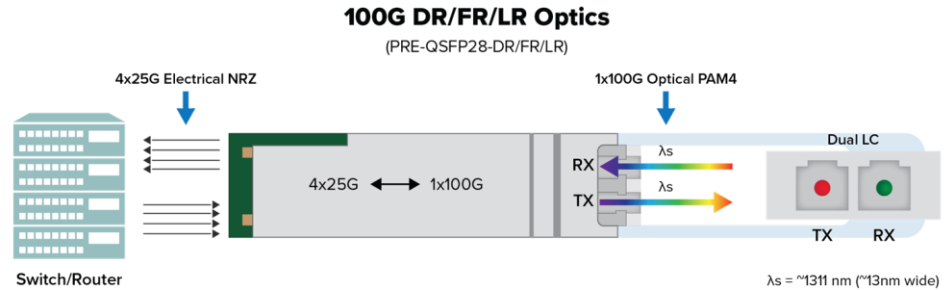 100G DR/FR/LR Optics
(PRE-QSFP28-DR/FR/LR)
4x25G Electrical NRZ
1x100G Optical PAM4
Dual LC
RX
λs
4x25G
1x100G
TX
λs
TX
RX
Switch/Router
λs = ~1311 nm (~13nm wide)